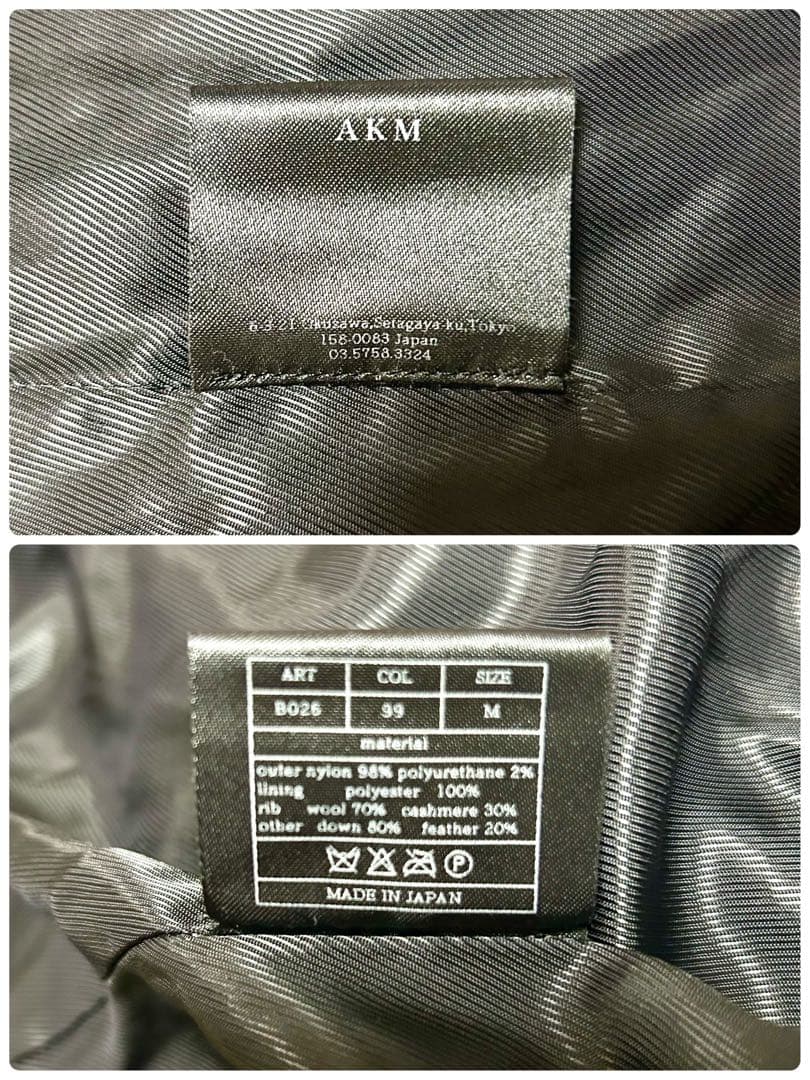 AKM
6-3-21 Okusawa,Setagaya-ku,Tokyo
158-0083 Japan
03.5758.3324
ART COL SIZE
B026 99 M
material
outer nylon 98% polyurethane 2%
lining polyester 100%
rib wool 70% cashmere 30%
other down 80% feather 20%
P
MADE IN JAPAN